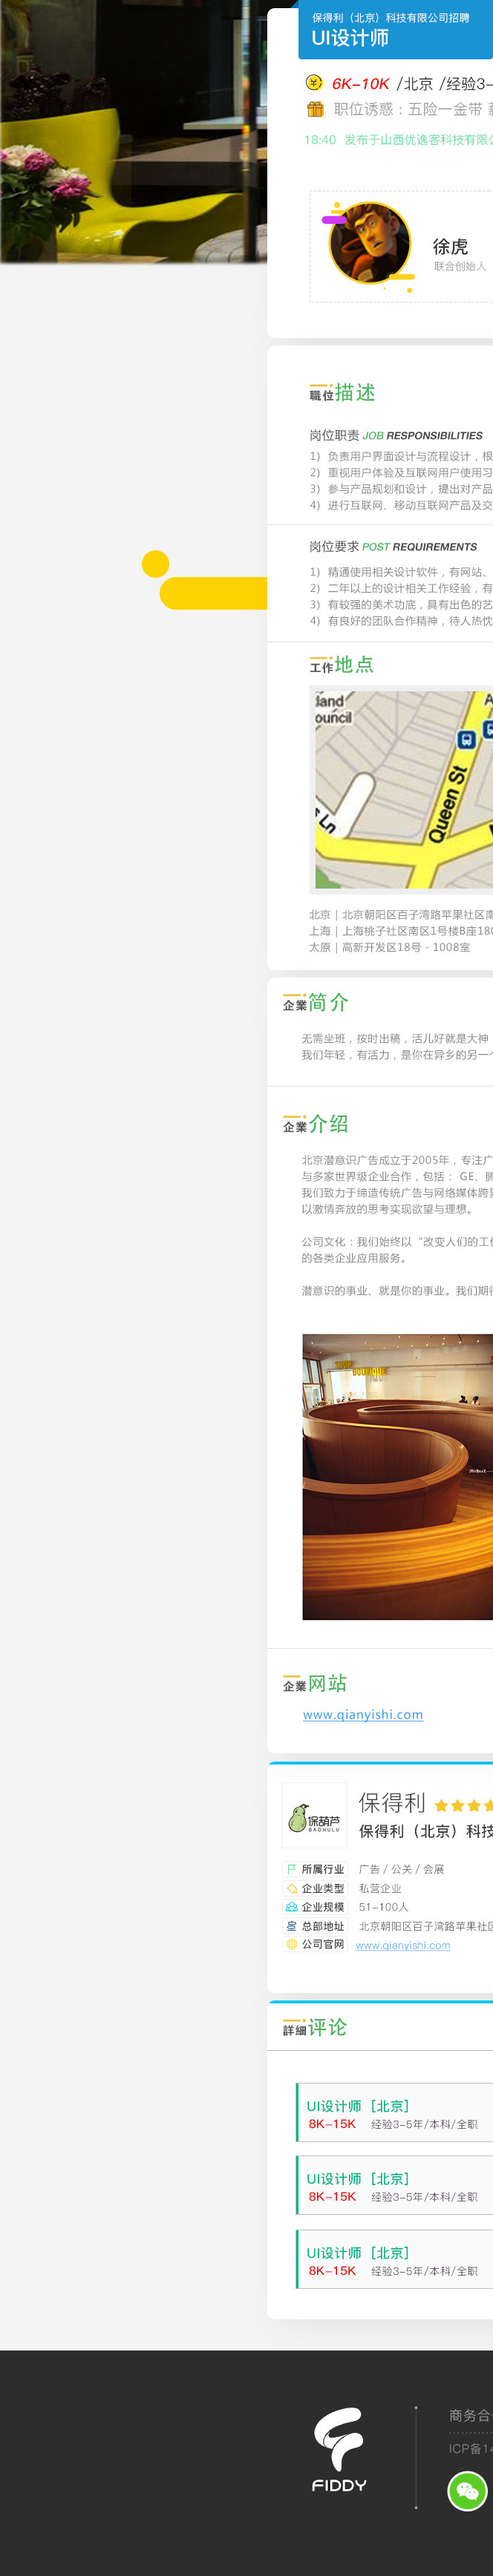 保得利（北京）科技有限公司招聘
UI设计师
6K-10K /北京 /经验3-
职位诱惑：五险一金带 薪
18:40 发布于山西优逸客科技有限公
徐虎
联合创始人
職位描述
岗位职责 JOB RESPONSIBILITIES
1）负责用户界面设计与流程设计，根
2）重视用户体验及互联网用户使用习
3）参与产品规划和设计，提出对产品
4）进行互联网、移动互联网产品及交
岗位要求 POST REQUIREMENTS
1）精通使用相关设计软件，有网站、
2）二年以上的设计相关工作经验，有
3）有较强的美术功底，具有出色的艺
4）有良好的团队合作精神，待人热忱
工作地点
land
ouncil
Queen St
Ln
北京｜北京朝阳区百子湾路苹果社区南
上海｜上海桃子社区南区1号楼B座180
太原｜高新开发区18号 - 1008室
企業简介
无需坐班，按时出稿，活儿好就是大神
我们年轻，有活力，是你在异乡的另一个
企業介绍
北京潜意识广告成立于2005年，专注广
与多家世界级企业合作，包括： GE、腾
我们致力于缔造传统广告与网络媒体跨界
以激情奔放的思考实现欲望与理想。
公司文化：我们始终以“改变人们的工作
的各类企业应用服务。
潜意识的事业、就是你的事业。我们期待
企業网站
www.qianyishi.com
保葫芦
BAOHULU
保得利
保得利（北京）科技
所属行业 广告 / 公关 / 会展
企业类型 私营企业
企业规模 51-100人
总部地址 北京朝阳区百子湾路苹果社区
公司官网 www.qianyishi.com
詳細评论
UI设计师［北京］
8K-15K 经验3-5年/本科/全职
UI设计师［北京］
8K-15K 经验3-5年/本科/全职
UI设计师［北京］
8K-15K 经验3-5年/本科/全职
FIDDY
商务合作
ICP备14